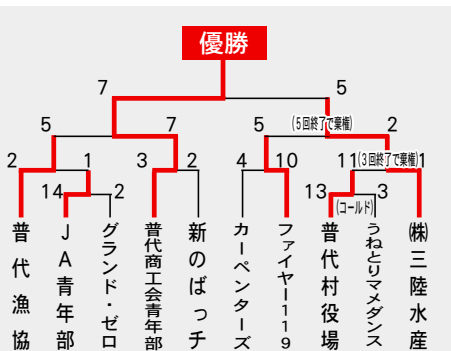 優勝
7
5
5
7
5
(5回終了で棄権)
2
2
1
3
2
4
10
11
(3回終了で棄権)
1
14
2
13
(コールド)
3
普代漁協
JA青年部
グランド・ゼロ
普代商工会青年部
新のばっチ
カーペンターズ
ファイヤー119
普代村役場
うねとりマメダンス
㈱三陸水産